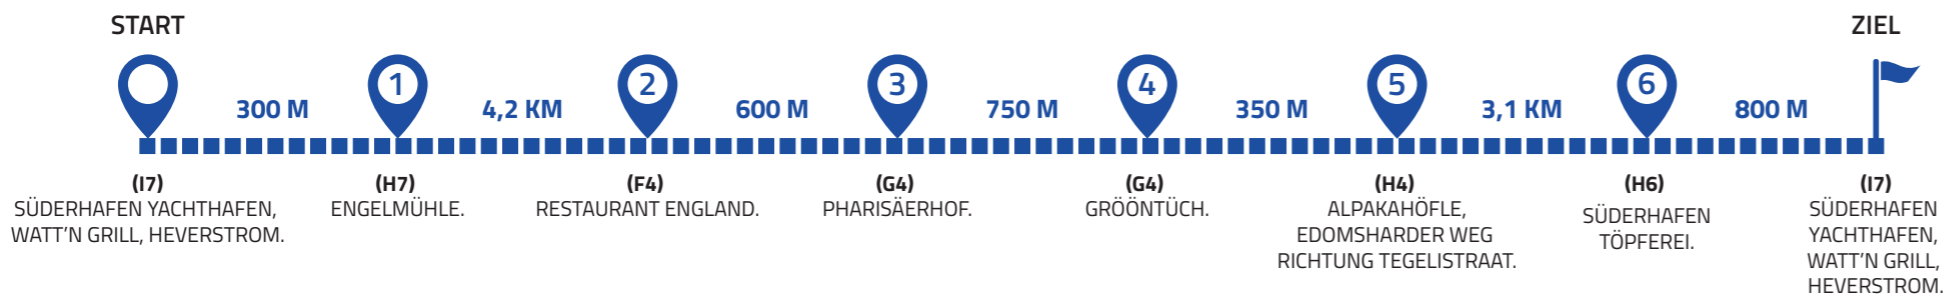 START
ZIEL
1
2
3
4
5
6
300 M
4,2 KM
600 M
750 M
350 M
3,1 KM
800 M
(I7)
SÜDERHAFEN YACHTHAFEN,
WATT’N GRILL, HEVERSTROM.
(H7)
ENGELMÜHLE.
(F4)
RESTAURANT ENGLAND.
(G4)
PHARISÄERHOF.
(G4)
GRÖÖNTÜCH.
(H4)
ALPAKAHÖFLE,
EDOMSHARDER WEG
RICHTUNG TEGELISTRAAT.
(H6)
SÜDERHAFEN
TÖPFEREI.
(I7)
SÜDERHAFEN
YACHTHAFEN,
WATT’N GRILL,
HEVERSTROM.